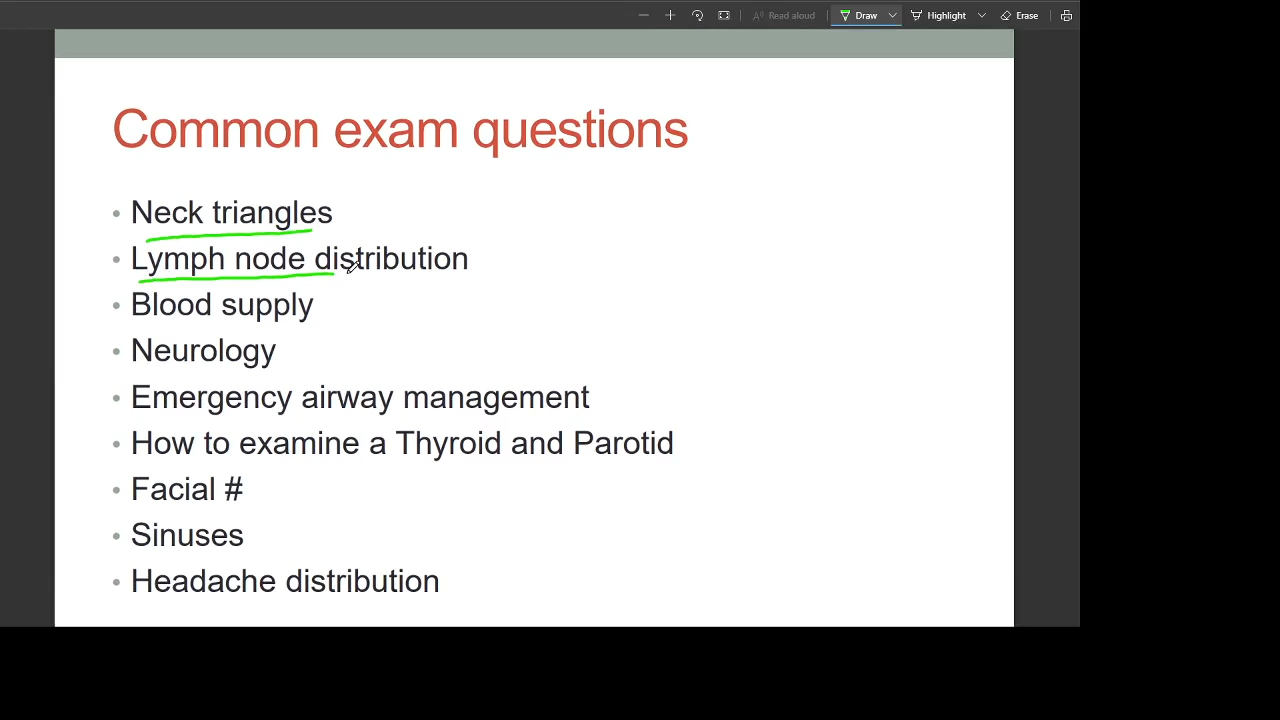 Read aloud
Draw
Highlight
Erase
Common exam questions
• Neck triangles
• Lymph node distribution
• Blood supply
• Neurology
• Emergency airway management
• How to examine a Thyroid and Parotid
• Facial #
• Sinuses
• Headache distribution